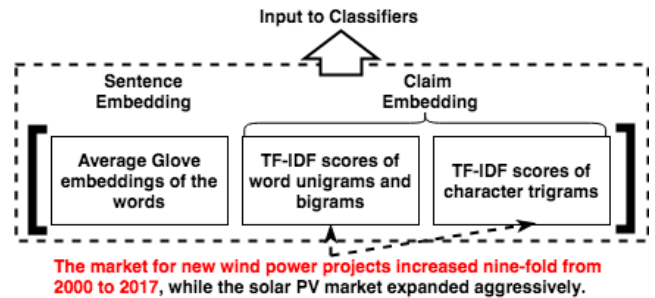 Input to Classifiers
Sentence
Embedding
Claim
Embedding
Average Glove
embeddings of the
words
TF-IDF scores of
word unigrams and
bigrams
TF-IDF scores of
character trigrams
The market for new wind power projects increased nine-fold from
2000 to 2017, while the solar PV market expanded aggressively.